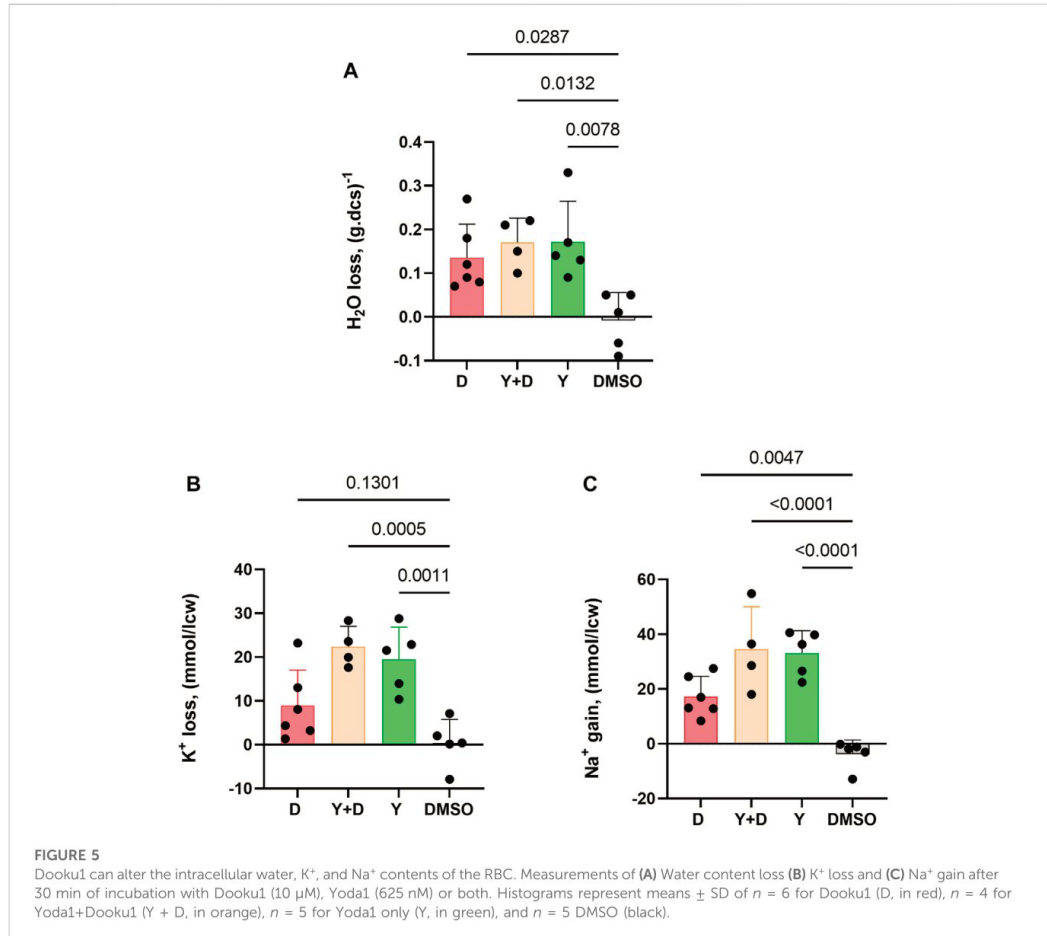 0.0287
A
0.0132
0.0078
0.4
0.3
0.2
0.1
0.0
-0.1
H₂O loss, (g.dcs)⁻¹
D Y+D Y DMSO
B
0.1301
0.0005
0.0011
40
30
20
10
0
-10
K⁺ loss, (mmol/lcw)
D Y+D Y DMSO
C
0.0047
<0.0001
<0.0001
60
40
20
0
-20
Na⁺ gain, (mmol/lcw)
D Y+D Y DMSO
FIGURE 5
Dooku1 can alter the intracellular water, K⁺, and Na⁺ contents of the RBC. Measurements of (A) Water content loss (B) K⁺ loss and (C) Na⁺ gain after
30 min of incubation with Dooku1 (10 μM), Yoda1 (625 nM) or both. Histograms represent means ± SD of n = 6 for Dooku1 (D, in red), n = 4 for
Yoda1+Dooku1 (Y + D, in orange), n = 5 for Yoda1 only (Y, in green), and n = 5 DMSO (black).